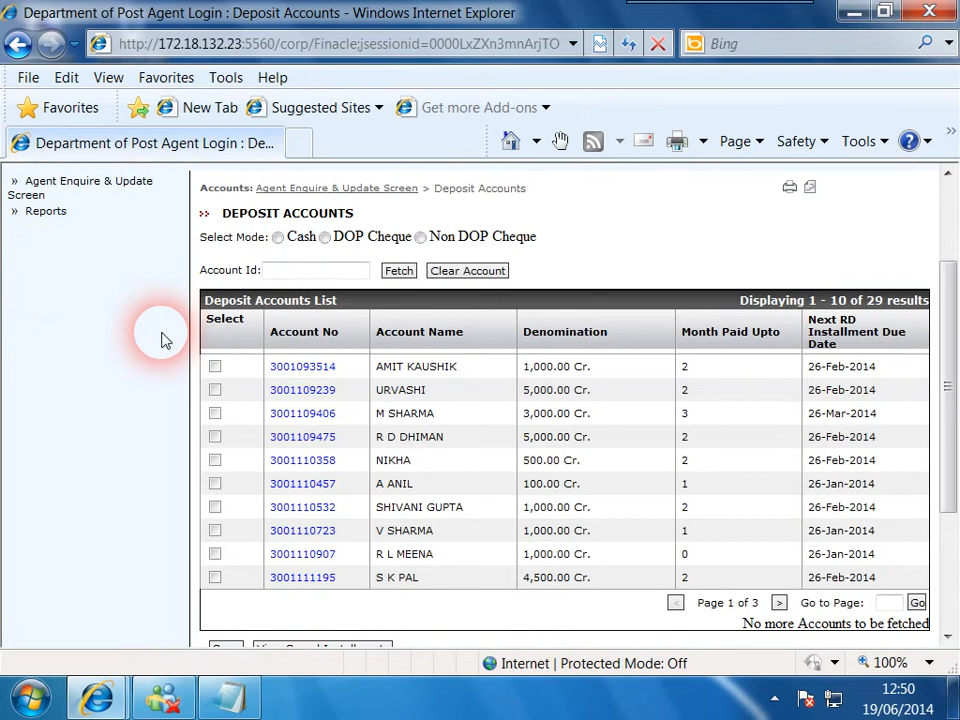 Department of Post Agent Login : Deposit Accounts - Windows Internet Explorer
http://172.18.132.23:5560/corp/Finacle;jsessionid=0000LxZXn3mnArjTO
Bing
File Edit View Favorites Tools Help
Favorites New Tab Suggested Sites Get more Add-ons
Department of Post Agent Login : De... Page Safety Tools
» Agent Enquire & Update Screen
» Reports
Accounts: Agent Enquire & Update Screen > Deposit Accounts
DEPOSIT ACCOUNTS
Select Mode: Cash DOP Cheque Non DOP Cheque
Account Id: Fetch Clear Account
Deposit Accounts List Displaying 1 - 10 of 29 results
Select Account No Account Name Denomination Month Paid Upto Next RD Installment Due Date
3001093514 AMIT KAUSHIK 1,000.00 Cr. 2 26-Feb-2014
3001109239 URVASHI 5,000.00 Cr. 2 26-Feb-2014
3001109406 M SHARMA 3,000.00 Cr. 3 26-Mar-2014
3001109475 R D DHIMAN 5,000.00 Cr. 2 26-Feb-2014
3001110358 NIKHA 500.00 Cr. 2 26-Feb-2014
3001110457 A ANIL 100.00 Cr. 1 26-Jan-2014
3001110532 SHIVANI GUPTA 1,000.00 Cr. 2 26-Feb-2014
3001110723 V SHARMA 1,000.00 Cr. 1 26-Jan-2014
3001110907 R L MEENA 1,000.00 Cr. 0 26-Jan-2014
3001111195 S K PAL 4,500.00 Cr. 2 26-Feb-2014
< Page 1 of 3 > Go to Page: Go
No more Accounts to be fetched
Internet | Protected Mode: Off 100%
12:50
19/06/2014